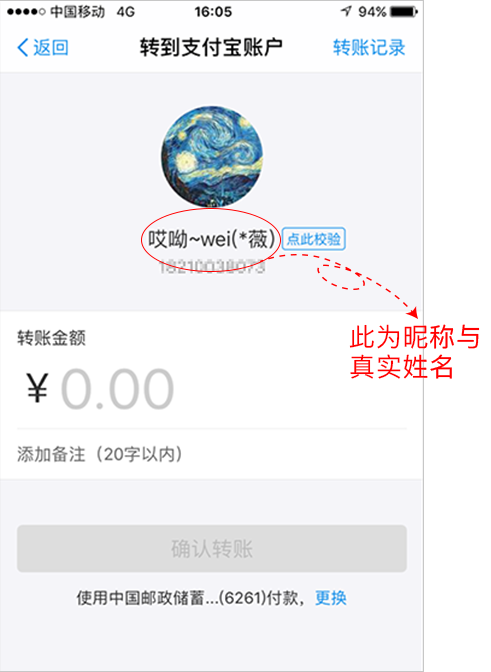 中国移动 4G 16:05 94%
返回 转到支付宝账户 转账记录
哎呦~wei(*薇) 点此校验
此为昵称与
真实姓名
转账金额
¥ 0.00
添加备注（20字以内）
确认转账
使用中国邮政储蓄...(6261)付款，更换